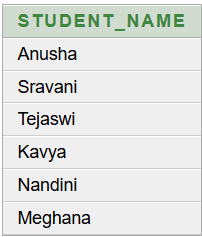 STUDENT_NAME
Anusha
Sravani
Tejaswi
Kavya
Nandini
Meghana